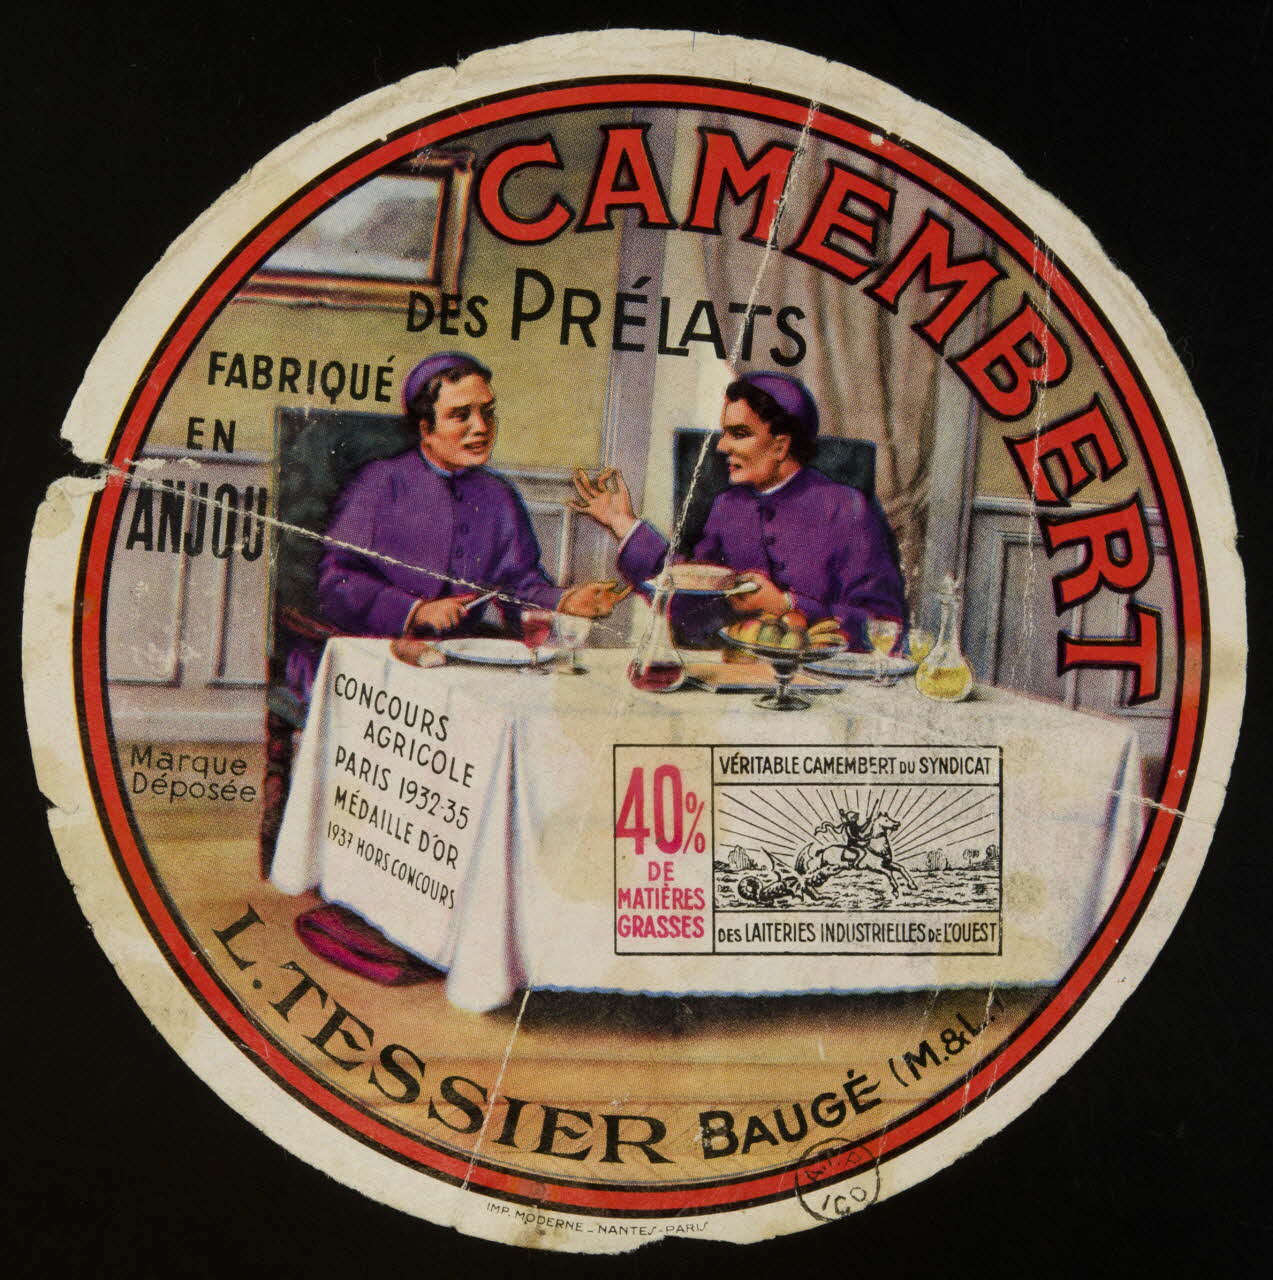 CAMEMBERT
DES PRÉLATS
FABRIQUÉ
EN
ANJOU
Marque
Déposée
CONCOURS
AGRICOLE
PARIS 1932-35
MÉDAILLE D'OR
1937 HORS CONCOURS
40%
DE
MATIÈRES
GRASSES
VÉRITABLE CAMEMBERT DU SYNDICAT
DES LAITERIES INDUSTRIELLES DE L'OUEST
L. TESSIER BAUGÉ (M.&L.)
IMP. MODERNE - NANTES-PARIS